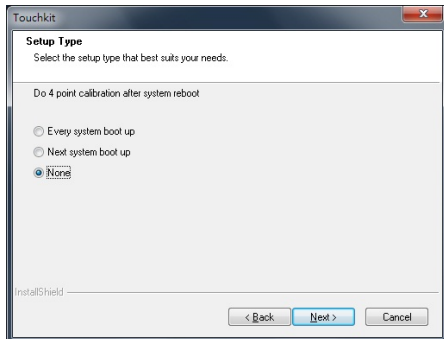 Touchkit
Setup Type
Select the setup type that best suits your needs.
Do 4 point calibration after system reboot
Every system boot up
Next system boot up
None
InstallShield
< Back Next > Cancel